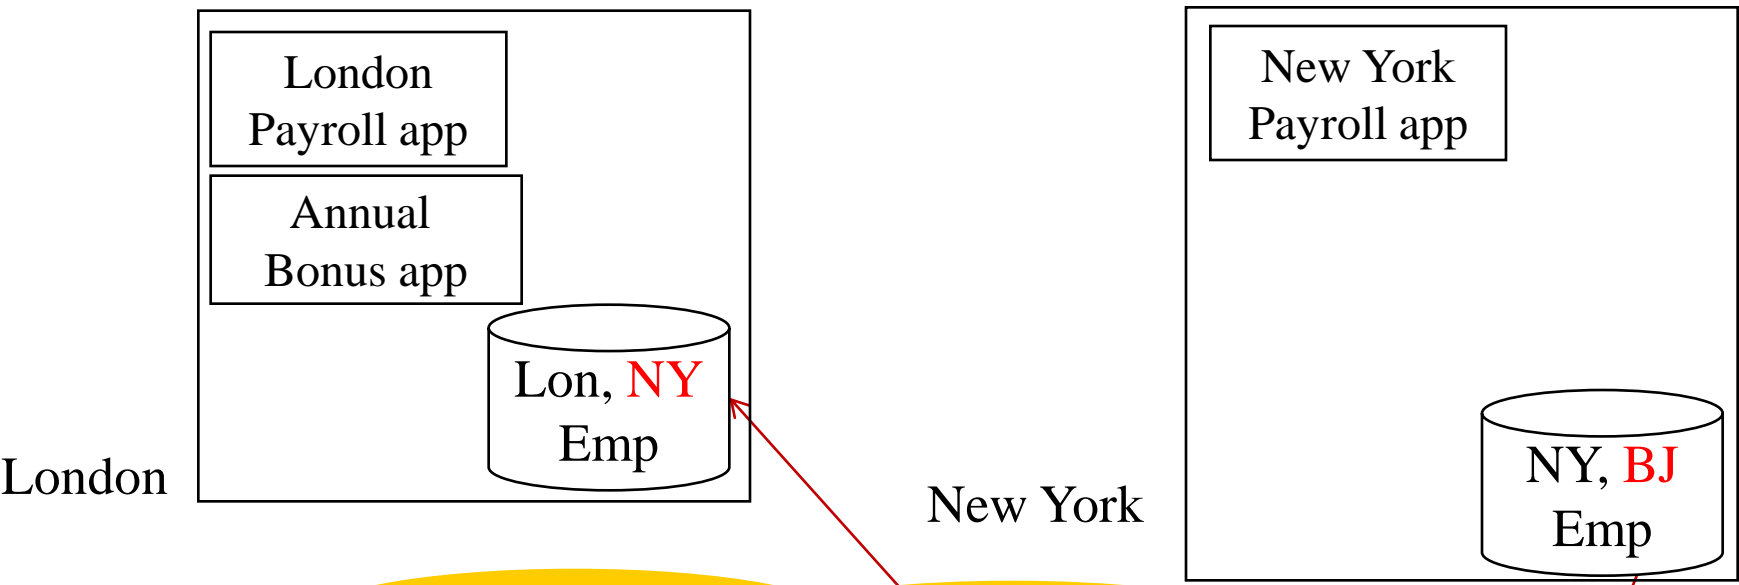 London
Payroll app
Annual
Bonus app
Lon, NY
Emp
London
New York
Payroll app
NY, BJ
Emp
New York